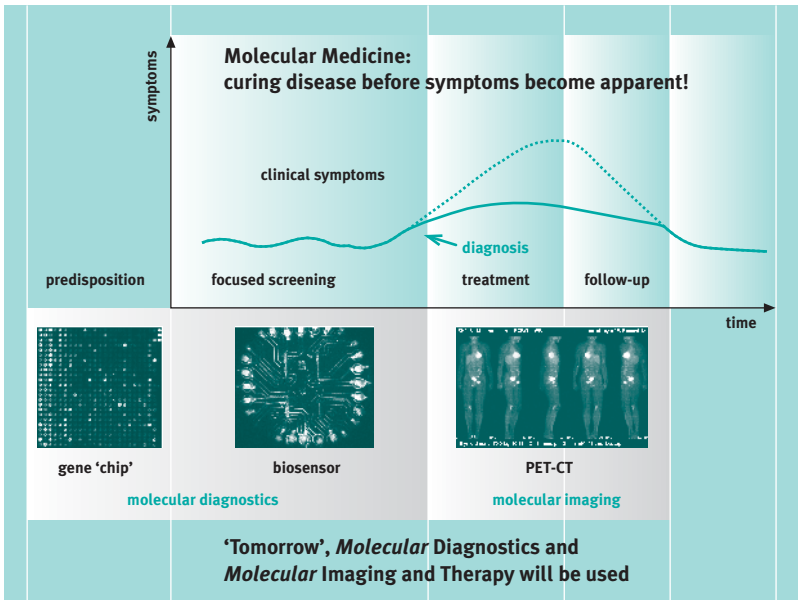 Molecular Medicine:
curing disease before symptoms become apparent!
symptoms
clinical symptoms
diagnosis
predisposition
focused screening
treatment
follow-up
time
gene ‘chip’
biosensor
PET-CT
molecular diagnostics
molecular imaging
‘Tomorrow’, Molecular Diagnostics and
Molecular Imaging and Therapy will be used